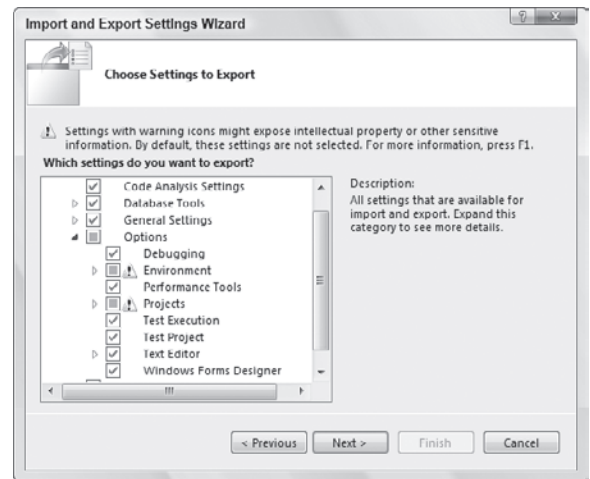 Import and Export Settings Wizard
Choose Settings to Export
Settings with warning icons might expose intellectual property or other sensitive
information. By default, these settings are not selected. For more information, press F1.
Which settings do you want to export?
Code Analysis Settings
Database Tools
General Settings
Options
Debugging
Environment
Performance Tools
Projects
Test Execution
Test Project
Text Editor
Windows Forms Designer
Description:
All settings that are available for
import and export. Expand this
category to see more details.
< Previous
Next >
Finish
Cancel